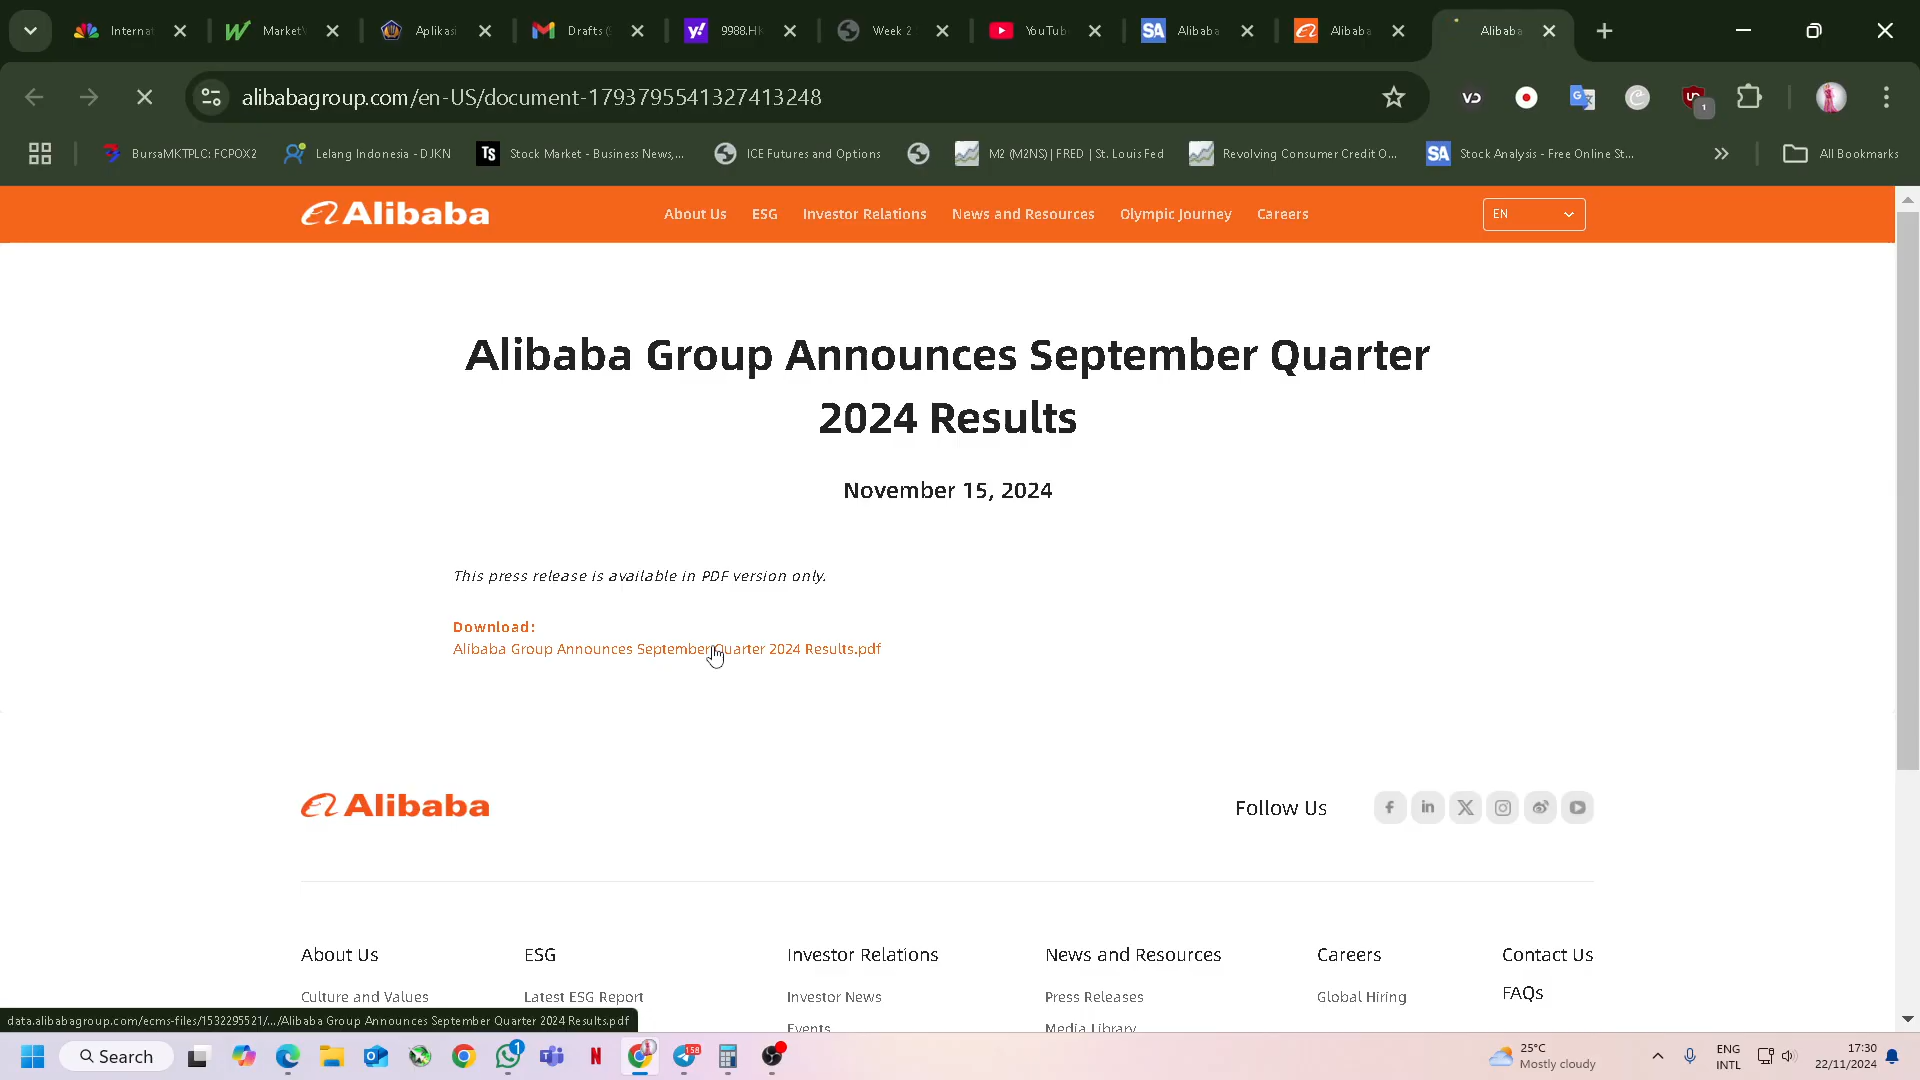 Interna
Market
Aplikasi
Drafts (
9988.H
Week 2
YouTub
Alibaba
Alibaba
Alibaba
alibabagroup.com/en-US/document-1793795541327413248
BursaMKTPLC: FCPOX2
Lelang Indonesia - DJKN
Stock Market - Business News,...
ICE Futures and Options
M2 (M2NS) | FRED | St. Louis Fed
Revolving Consumer Credit O...
Stock Analysis - Free Online St...
All Bookmarks
Alibaba
About Us
ESG
Investor Relations
News and Resources
Olympic Journey
Careers
EN
Alibaba Group Announces September Quarter
2024 Results
November 15, 2024
This press release is available in PDF version only.
Download:
Alibaba Group Announces September Quarter 2024 Results.pdf
Alibaba
Follow Us
About Us
ESG
Investor Relations
News and Resources
Careers
Contact Us
Culture and Values
Latest ESG Report
Investor News
Press Releases
Global Hiring
FAQs
Events
Media Library
data.alibabagroup.com/ecms-files/1532295521/.../Alibaba Group Announces September Quarter 2024 Results.pdf
Search
25°C
Mostly cloudy
ENG
INTL
17:30
22/11/2024